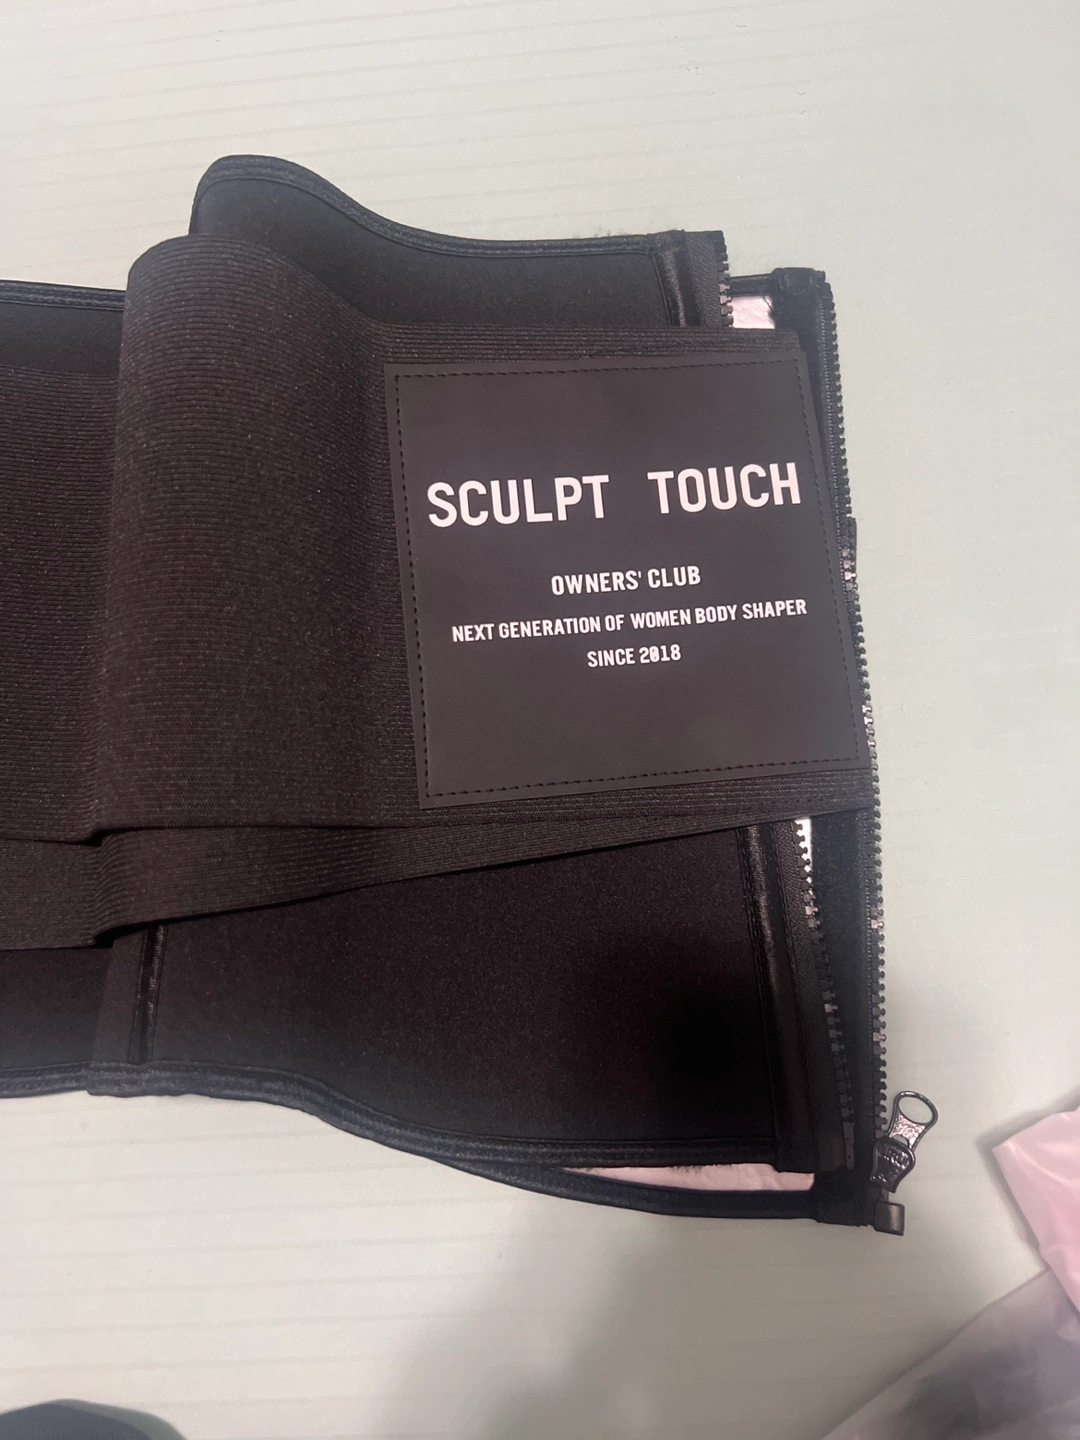 SCULPT TOUCH
OWNERS' CLUB
NEXT GENERATION OF WOMEN BODY SHAPER
SINCE 2018